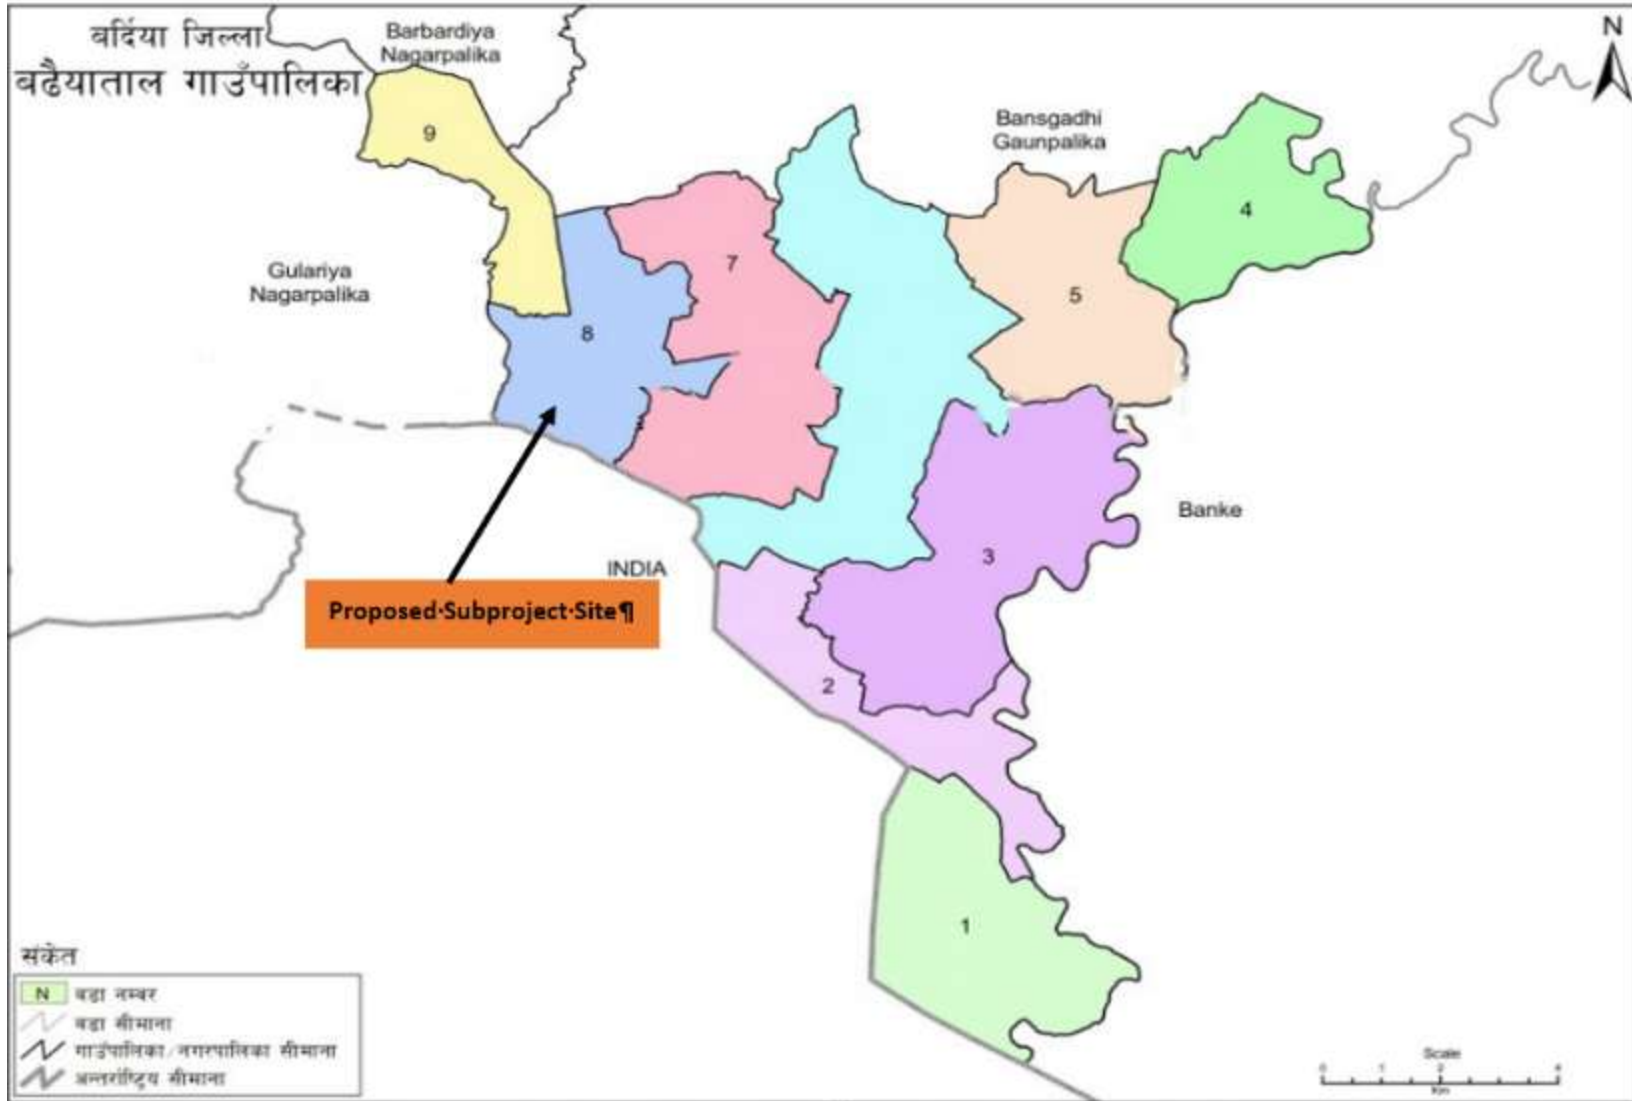 बर्दिया जिल्ला
बढैयाताल गाउँपालिका
Barbardiya
Nagarpalika
N
Bansgadhi
Gaunpalika
9
4
7
Gulariya
Nagarpalika
5
8
Banke
3
INDIA
Proposed·Subproject·Site¶
2
1
संकेत
N वडा नम्बर
वडा सीमाना
गाउँपालिका/नगरपालिका सीमाना
अन्तर्राष्ट्रिय सीमाना
Scale
0 1 2 4
Km